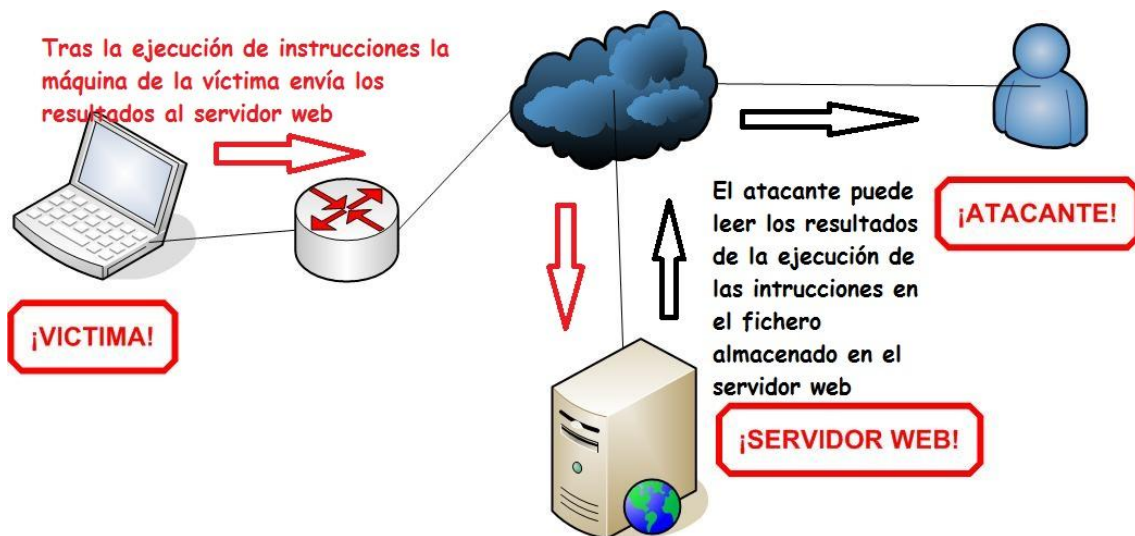 Tras la ejecución de instrucciones la
máquina de la víctima envía los
resultados al servidor web
¡VICTIMA!
El atacante puede
leer los resultados
de la ejecución de
las intrucciones en
el fichero
almacenado en el
servidor web
¡ATACANTE!
¡SERVIDOR WEB!